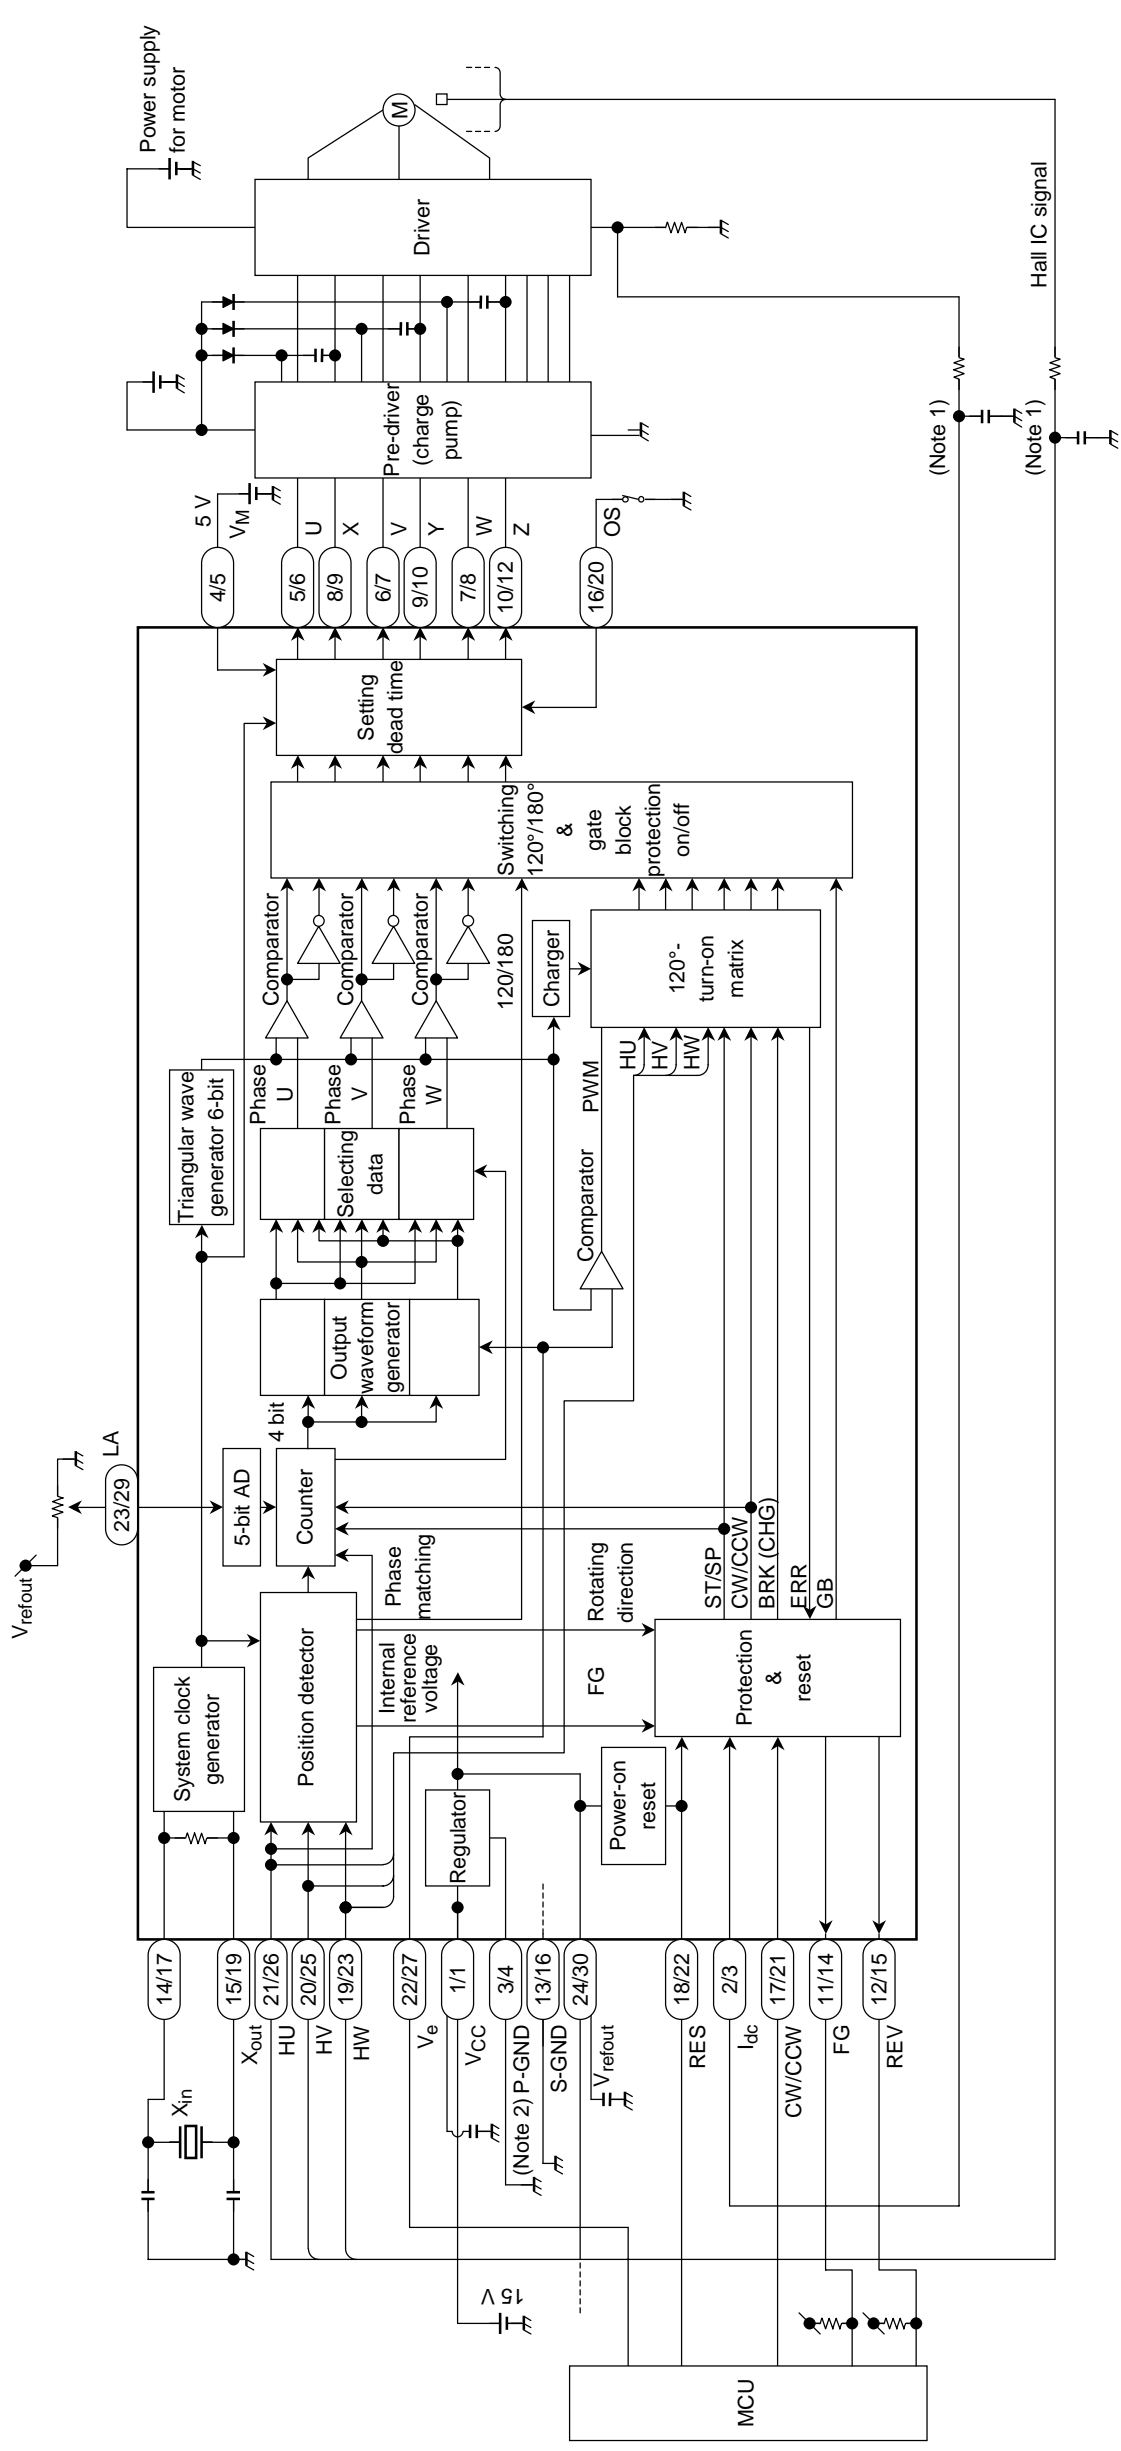 Power supply
for motor
M
Driver
Hall IC signal
Pre-driver
(charge
pump)
(Note 1)
(Note 1)
5 V
VM
U
X
V
Y
W
Z
OS
4/5
5/6
8/9
6/7
9/10
7/8
10/12
16/20
Setting
dead time
Switching
120°/180°
&
gate
block
protection
on/off
Comparator
Comparator
Comparator
120/180
Charger
120°-
turn-on
matrix
Triangular wave
generator 6-bit
Phase
U
Phase
V
Phase
W
PWM
HU
HV
HW
Selecting
data
Comparator
Output
waveform
generator
4 bit
LA
23/29
Vrefout
5-bit AD
Counter
Phase
matching
Rotating
direction
ST/SP
CW/CCW
BRK (CHG)
ERR
GB
System clock
generator
Position detector
Internal
reference
voltage
FG
Protection
&
reset
Regulator
Power-on
reset
14/17
15/19
21/26
20/25
19/23
22/27
1/1
3/4
13/16
24/30
18/22
2/3
17/21
11/14
12/15
Xin
Xout
HU
HV
HW
Ve
VCC
(Note 2) P-GND
S-GND
Vrefout
RES
Idc
CW/CCW
FG
REV
15 V
MCU